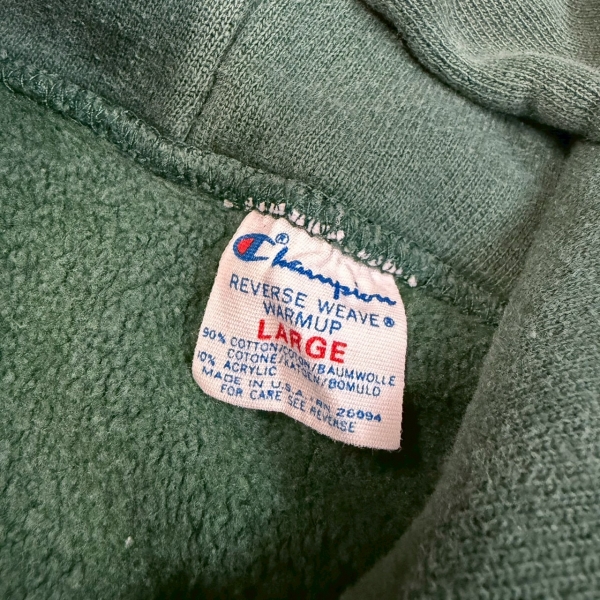 Champion®
REVERSE WEAVE®
WARMUP
LARGE
90% COTTON/COTON/BAUMWOLLE
COTONE/KATOEN/BOMULD
10% ACRYLIC
MADE IN U.S.A. RN 26094
FOR CARE SEE REVERSE